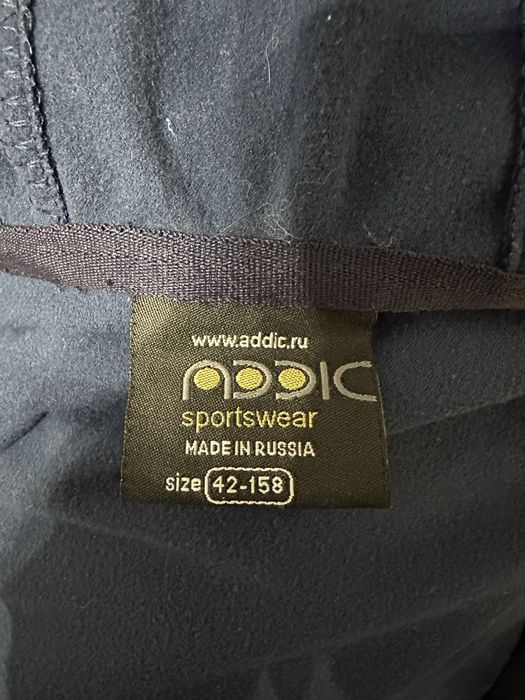 www.addic.ru
ADDIC
sportswear
MADE IN RUSSIA
size 42-158